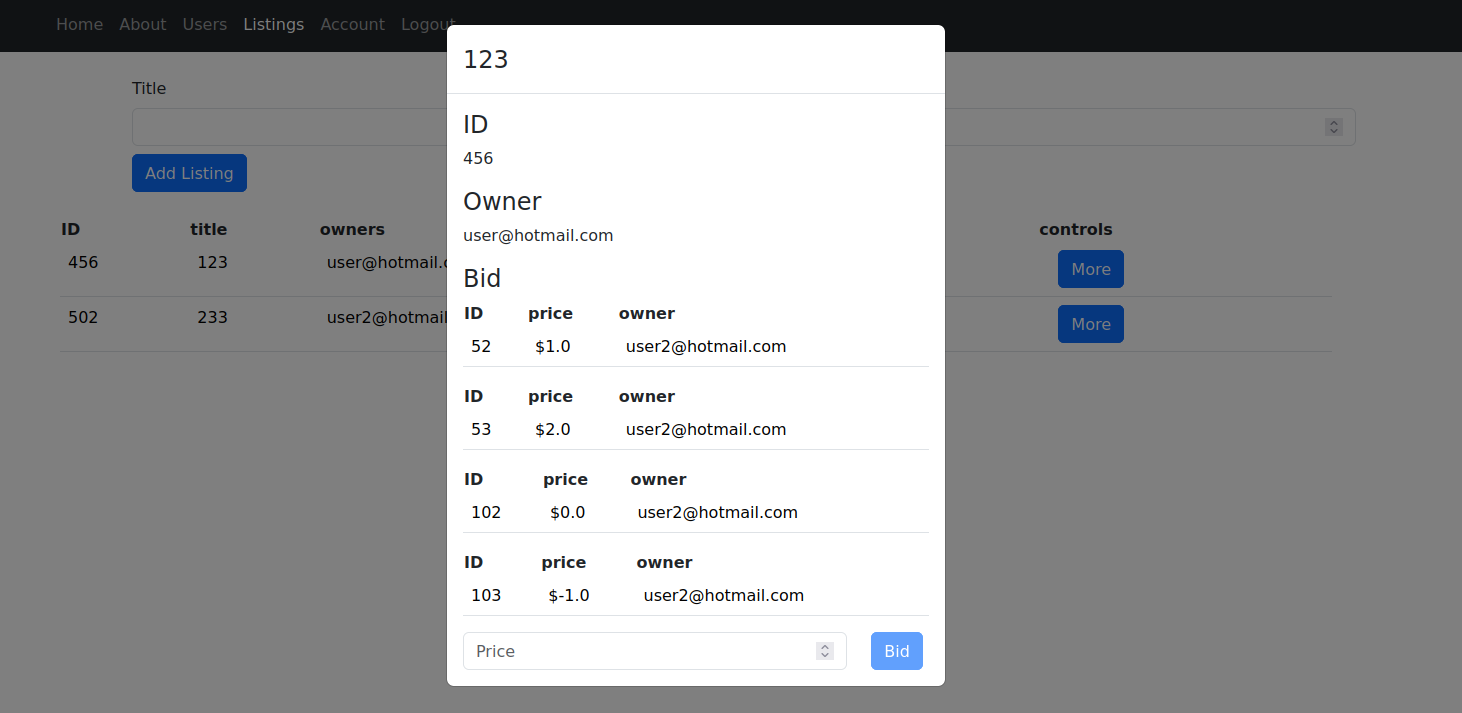 Home About Users Listings Account Logout
123
Title
ID
456
Add Listing
Owner
user@hotmail.com
ID title owners controls
456 123 user@hotmail. More
502 233 user2@hotmail More
Bid
ID price owner
52 $1.0 user2@hotmail.com
ID price owner
53 $2.0 user2@hotmail.com
ID price owner
102 $0.0 user2@hotmail.com
ID price owner
103 $-1.0 user2@hotmail.com
Price Bid